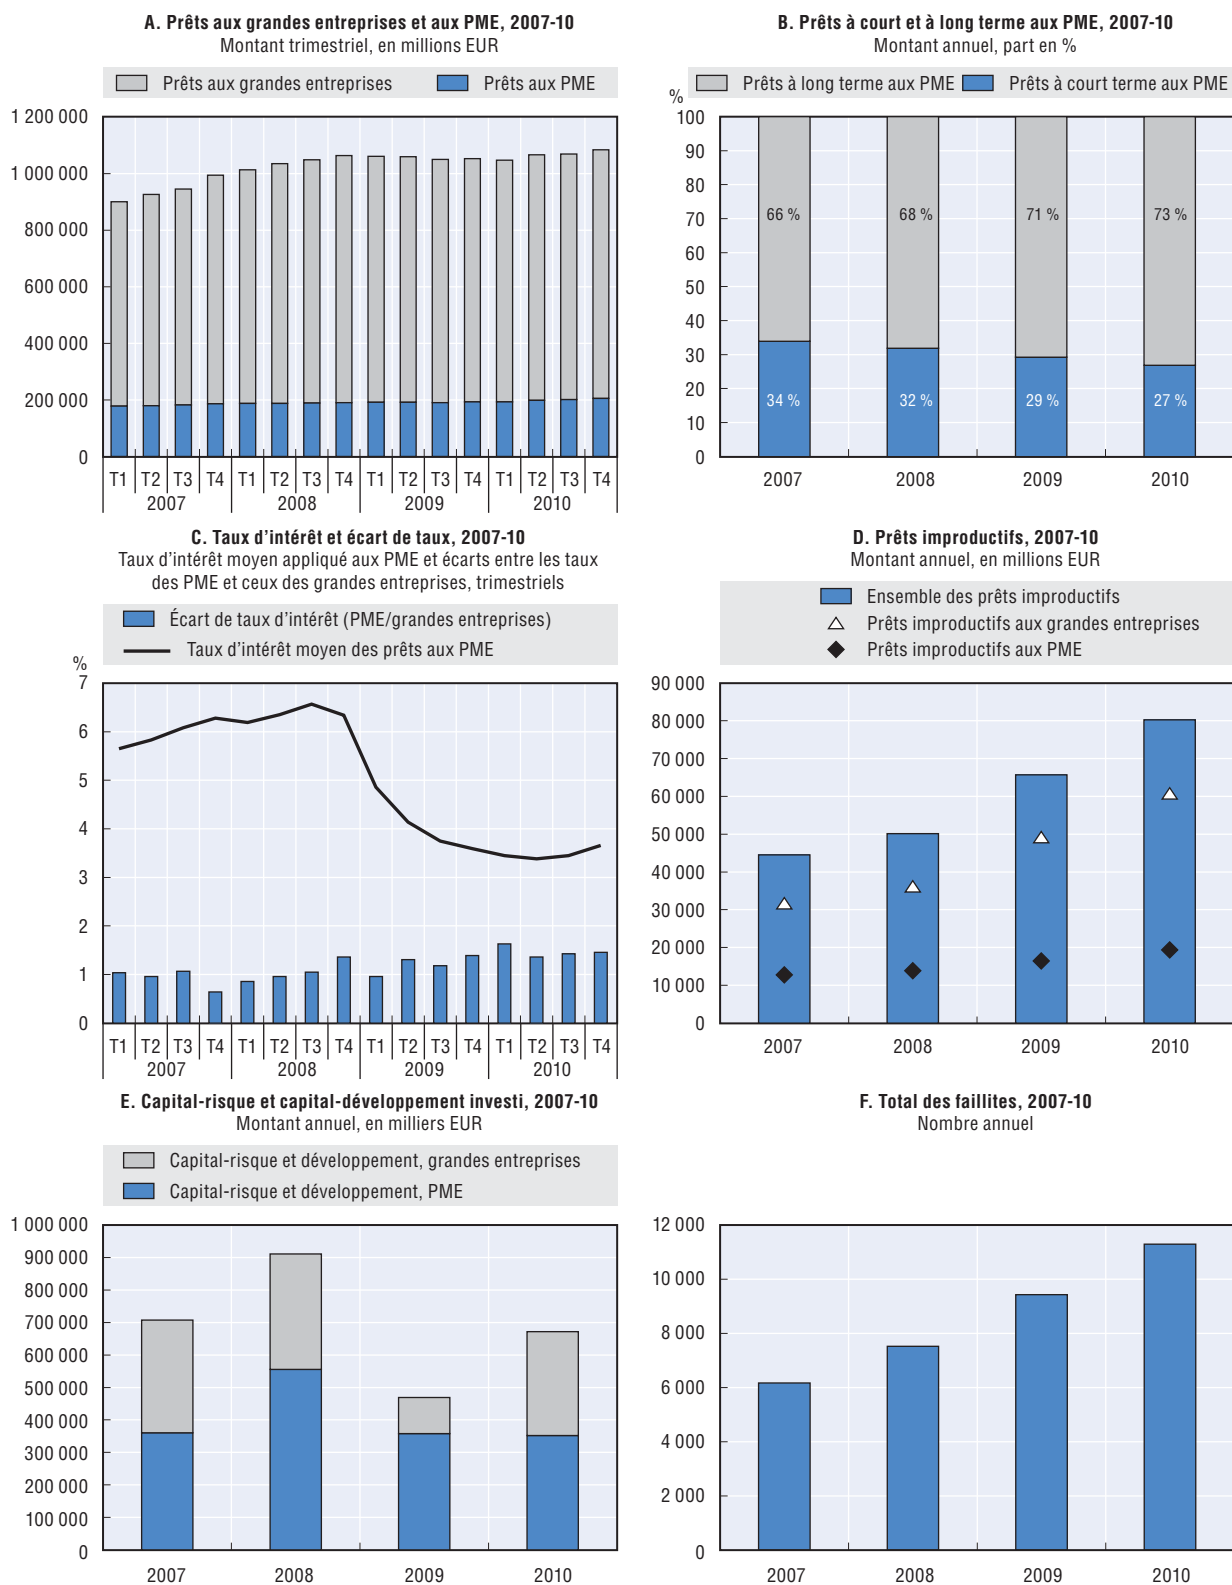 A. Prêts aux grandes entreprises et aux PME, 2007-10
Montant trimestriel, en millions EUR
Prêts aux grandes entreprises
Prêts aux PME
1 200 000
1 000 000
800 000
600 000
400 000
200 000
0
T1 T2 T3 T4 T1 T2 T3 T4 T1 T2 T3 T4 T1 T2 T3 T4
2007 2008 2009 2010
B. Prêts à court et à long terme aux PME, 2007-10
Montant annuel, part en %
Prêts à long terme aux PME
Prêts à court terme aux PME
%
100
90
80
70
60
50
40
30
20
10
0
66 % 68 % 71 % 73 %
34 % 32 % 29 % 27 %
2007 2008 2009 2010
C. Taux d'intérêt et écart de taux, 2007-10
Taux d'intérêt moyen appliqué aux PME et écarts entre les taux
des PME et ceux des grandes entreprises, trimestriels
Écart de taux d'intérêt (PME/grandes entreprises)
Taux d'intérêt moyen des prêts aux PME
%
7
6
5
4
3
2
1
0
T1 T2 T3 T4 T1 T2 T3 T4 T1 T2 T3 T4 T1 T2 T3 T4
2007 2008 2009 2010
D. Prêts improductifs, 2007-10
Montant annuel, en millions EUR
Ensemble des prêts improductifs
Prêts improductifs aux grandes entreprises
Prêts improductifs aux PME
90 000
80 000
70 000
60 000
50 000
40 000
30 000
20 000
10 000
0
2007 2008 2009 2010
E. Capital-risque et capital-développement investi, 2007-10
Montant annuel, en milliers EUR
Capital-risque et développement, grandes entreprises
Capital-risque et développement, PME
1 000 000
900 000
800 000
700 000
600 000
500 000
400 000
300 000
200 000
100 000
0
2007 2008 2009 2010
F. Total des faillites, 2007-10
Nombre annuel
12 000
10 000
8 000
6 000
4 000
2 000
0
2007 2008 2009 2010